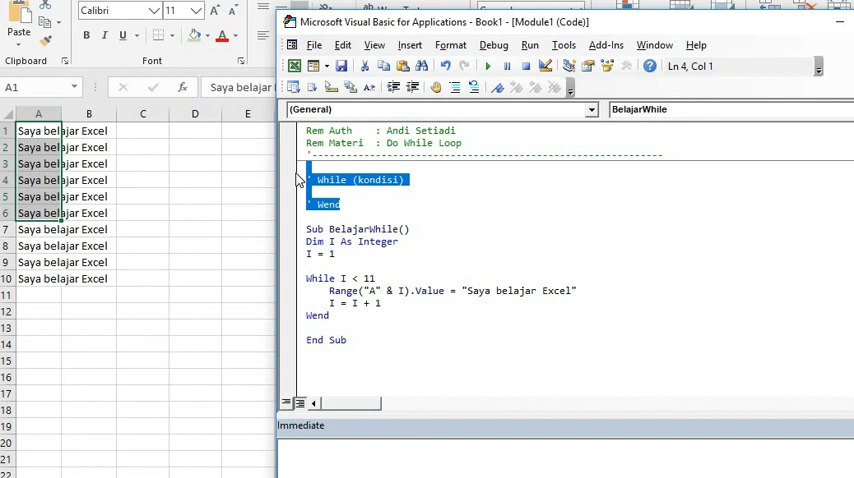 Calibri 11 A A
Paste
B I U A
Clipboard Font
A1 fx Saya belajar
A B C D E
1 Saya belajar Excel
2 Saya belajar Excel
3 Saya belajar Excel
4 Saya belajar Excel
5 Saya belajar Excel
6 Saya belajar Excel
7 Saya belajar Excel
8 Saya belajar Excel
9 Saya belajar Excel
10 Saya belajar Excel
11
12
13
14
15
16
17
18
19
20
21
22
Microsoft Visual Basic for Applications - Book1 - [Module1 (Code)]
File Edit View Insert Format Debug Run Tools Add-Ins Window Help
Ln 4, Col 1
(General) BelajarWhile
Rem Auth : Andi Setiadi
Rem Materi : Do While Loop
'----------------------------------------------------------------
' While (kondisi)
' Wend
Sub BelajarWhile()
Dim I As Integer
I = 1
While I < 11
Range("A" & I).Value = "Saya belajar Excel"
I = I + 1
Wend
End Sub
Immediate